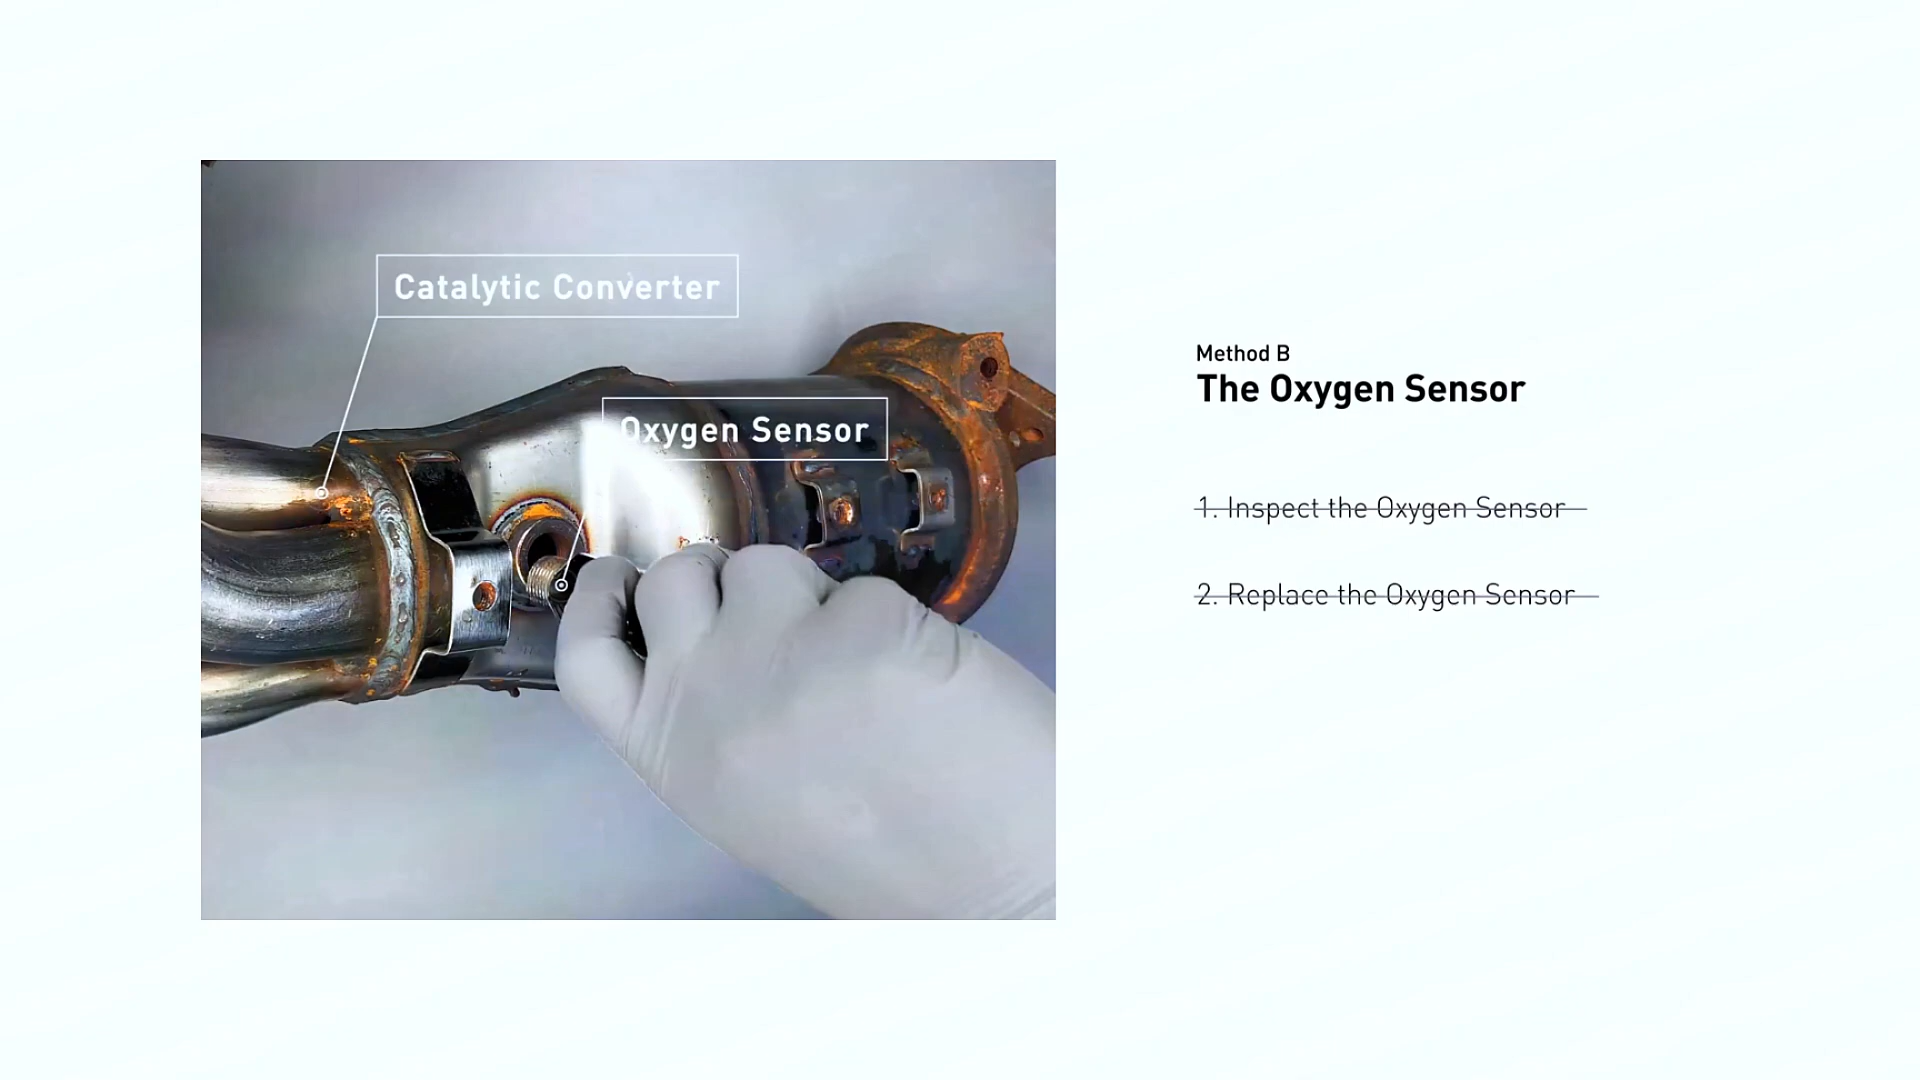 Catalytic Converter
Oxygen Sensor
Method B
The Oxygen Sensor
1. Inspect the Oxygen Sensor
2. Replace the Oxygen Sensor